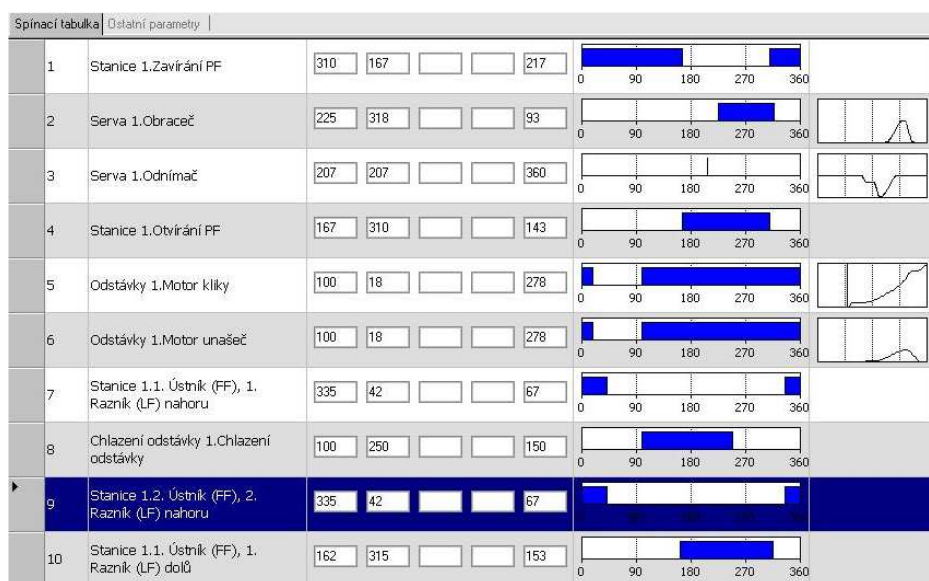 Spínací tabulka Ostatní parametry
1 Stanice 1.Zavírání PF 310 167 217
0 90 180 270 360
2 Serva 1.Obraceč 225 318 93
0 90 180 270 360
3 Serva 1.Odnímač 207 207 360
0 90 180 270 360
4 Stanice 1.Otvírání PF 167 310 143
0 90 180 270 360
5 Odstávky 1.Motor kliky 100 18 278
0 90 180 270 360
6 Odstávky 1.Motor unašeč 100 18 278
0 90 180 270 360
7 Stanice 1.1. Ústník (FF), 1.
Razník (LF) nahoru 335 42 67
0 90 180 270 360
8 Chlazení odstávky 1.Chlazení
odstávky 100 250 150
0 90 180 270 360
9 Stanice 1.2. Ústník (FF), 2.
Razník (LF) nahoru 335 42 67
0 90 180 270 360
10 Stanice 1.1. Ústník (FF), 1.
Razník (LF) dolů 162 315 153
0 90 180 270 360